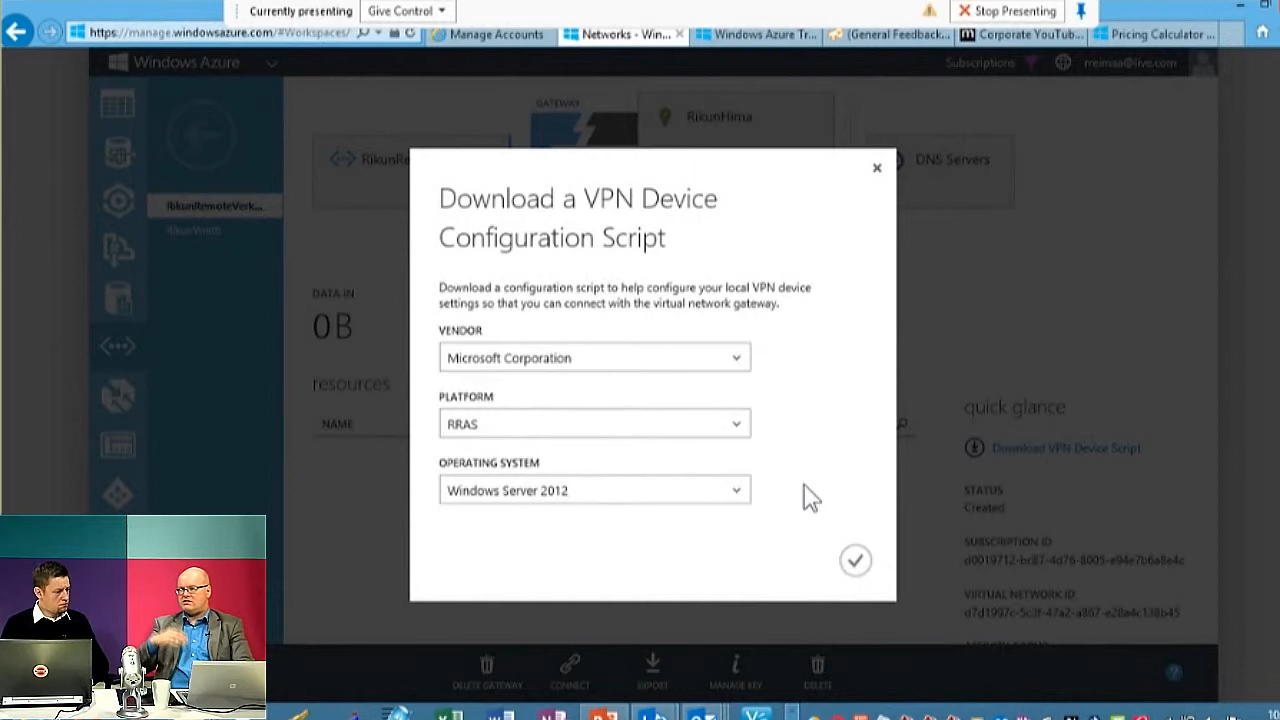 Currently presenting
Give Control
Stop Presenting
https://manage.windowsazure.com/#Workspaces/
Manage Accounts
Networks - Win...
Windows Azure Tr...
(General Feedback...
Corporate YouTub...
Pricing Calculator ...
Windows Azure
Subscriptions
GATEWAY
RikunHima
RikunRe
DNS Servers
RikunRemoteVerk...
DATA IN
0B
resources
NAME
Download a VPN Device
Configuration Script
Download a configuration script to help configure your local VPN device
settings so that you can connect with the virtual network gateway.
VENDOR
Microsoft Corporation
PLATFORM
RRAS
OPERATING SYSTEM
Windows Server 2012
quick glance
Download VPN Device Script
STATUS
Created
SUBSCRIPTION ID
VIRTUAL NETWORK ID
DELETE GATEWAY
CONNECT
EXPORT
MANAGE KEY
DELETE